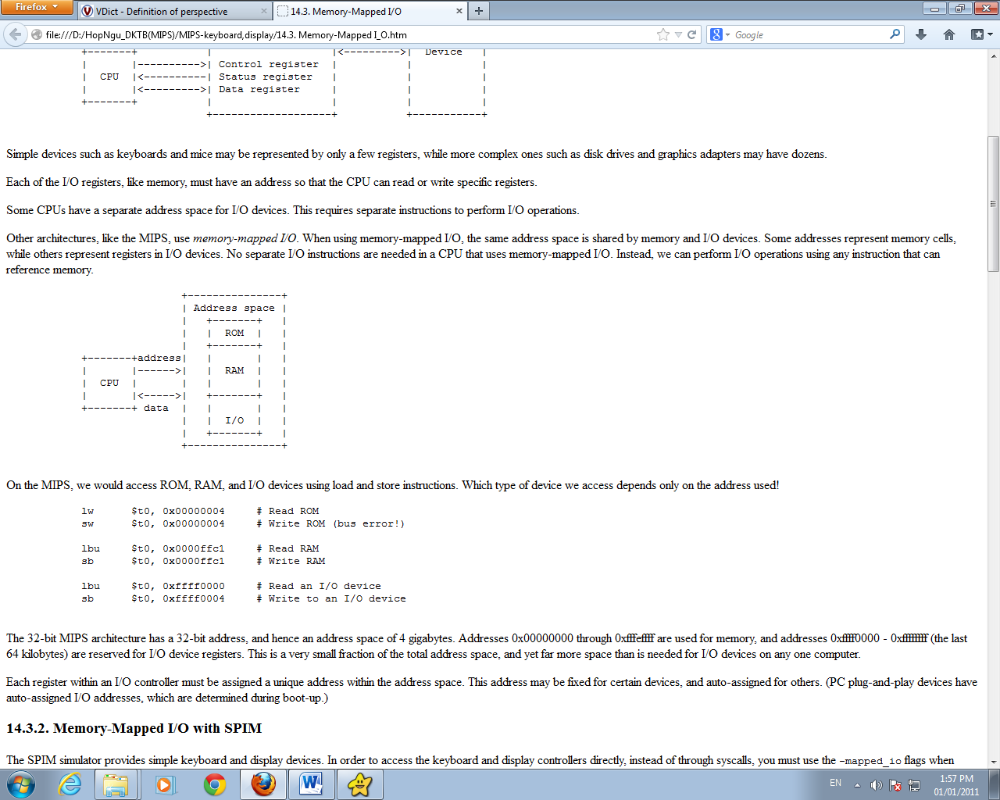 Firefox
VDict - Definition of perspective
14.3. Memory-Mapped I/O
file:///D:/HopNgu_DKTB(MIPS)/MIPS-keyboard,display/14.3. Memory-Mapped I_O.htm
Google
+-------+ | |<--------->| Device |
| |---------->| Control register | | |
| CPU |<----------| Status register | | |
| |<--------->| Data register | | |
+-------+ | | | |
+-------------------+ +-----------+
Simple devices such as keyboards and mice may be represented by only a few registers, while more complex ones such as disk drives and graphics adapters may have dozens.
Each of the I/O registers, like memory, must have an address so that the CPU can read or write specific registers.
Some CPUs have a separate address space for I/O devices. This requires separate instructions to perform I/O operations.
Other architectures, like the MIPS, use memory-mapped I/O. When using memory-mapped I/O, the same address space is shared by memory and I/O devices. Some addresses represent memory cells,
while others represent registers in I/O devices. No separate I/O instructions are needed in a CPU that uses memory-mapped I/O. Instead, we can perform I/O operations using any instruction that can
reference memory.
+---------------+
| Address space |
| +-------+ |
| | ROM | |
| +-------+ |
+-------+address| | | |
| |------>| | RAM | |
| CPU | | | | |
| |<----->| +-------+ |
+-------+ data | | | |
| | I/O | |
| +-------+ |
+---------------+
On the MIPS, we would access ROM, RAM, and I/O devices using load and store instructions. Which type of device we access depends only on the address used!
lw $t0, 0x00000004 # Read ROM
sw $t0, 0x00000004 # Write ROM (bus error!)
lbu $t0, 0x0000ffc1 # Read RAM
sb $t0, 0x0000ffc1 # Write RAM
lbu $t0, 0xffff0000 # Read an I/O device
sb $t0, 0xffff0004 # Write to an I/O device
The 32-bit MIPS architecture has a 32-bit address, and hence an address space of 4 gigabytes. Addresses 0x00000000 through 0xfffeffff are used for memory, and addresses 0xffff0000 - 0xffffffff (the last
64 kilobytes) are reserved for I/O device registers. This is a very small fraction of the total address space, and yet far more space than is needed for I/O devices on any one computer.
Each register within an I/O controller must be assigned a unique address within the address space. This address may be fixed for certain devices, and auto-assigned for others. (PC plug-and-play devices have
auto-assigned I/O addresses, which are determined during boot-up.)
14.3.2. Memory-Mapped I/O with SPIM
The SPIM simulator provides simple keyboard and display devices. In order to access the keyboard and display controllers directly, instead of through syscalls, you must use the -mapped_io flags when
EN
1:57 PM
01/01/2011